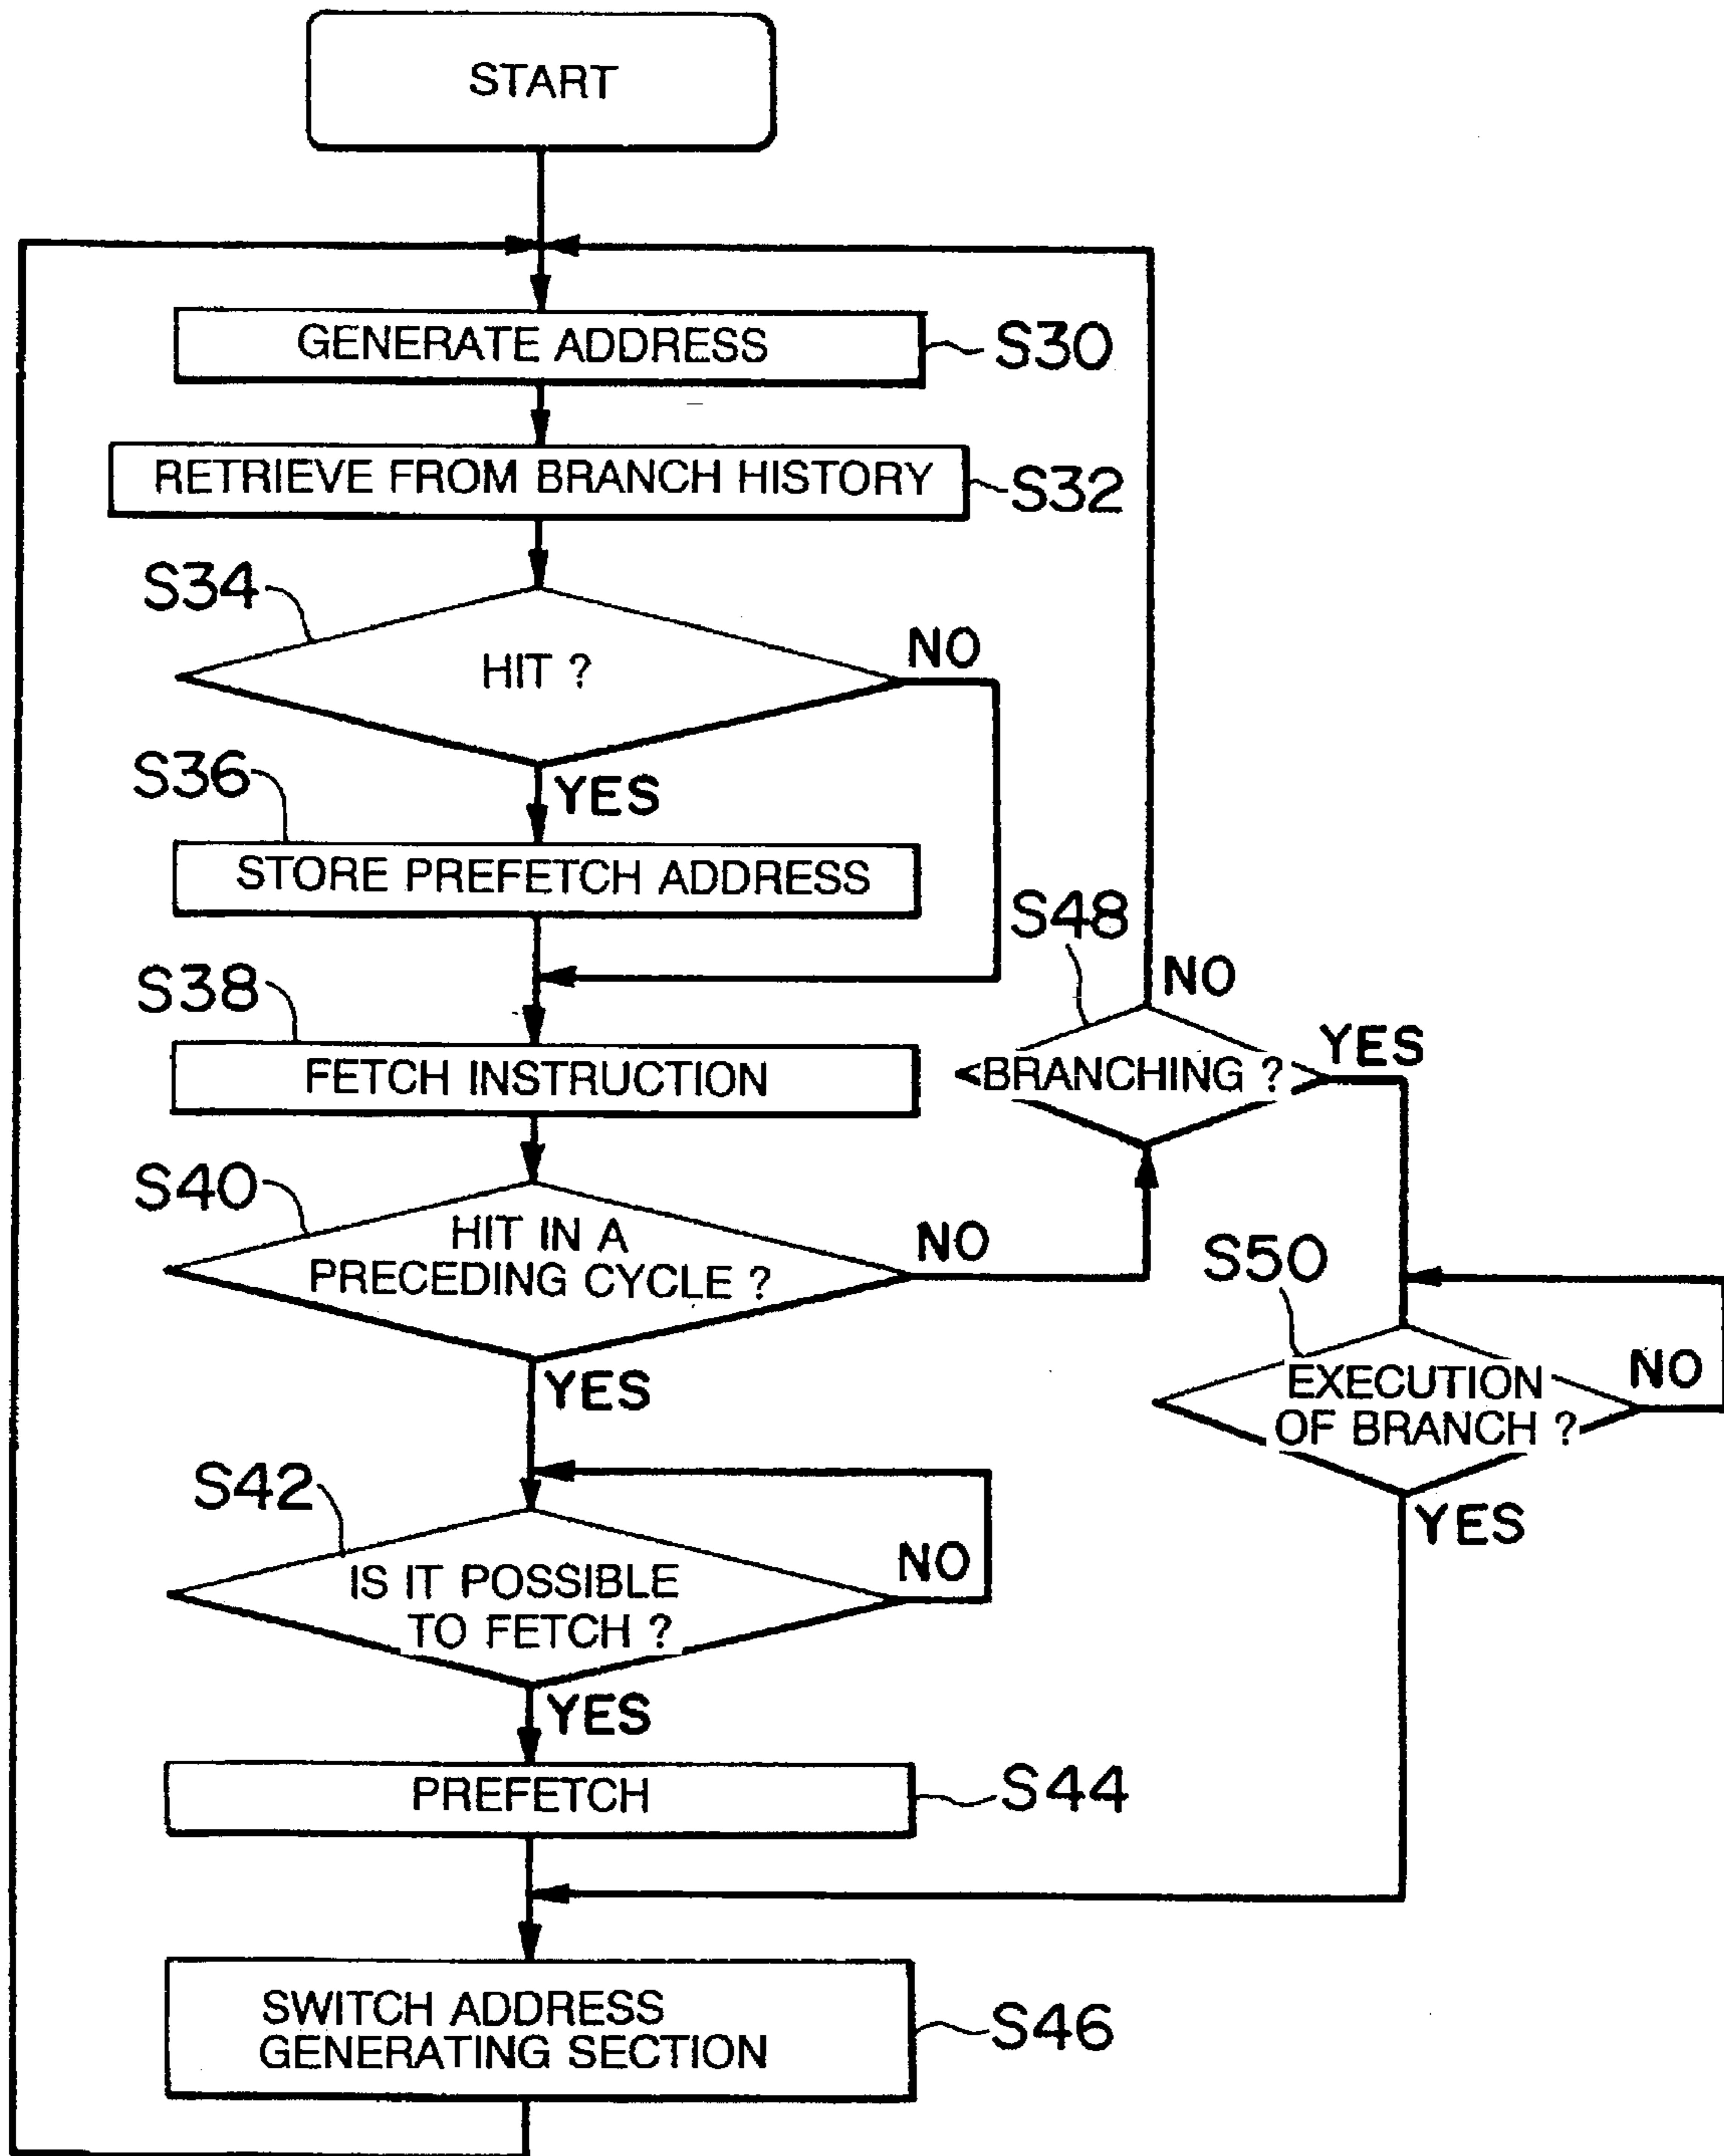 START
GENERATE ADDRESS
S30
RETRIEVE FROM BRANCH HISTORY
S32
S34
HIT ?
NO
S36
YES
STORE PREFETCH ADDRESS
S48
NO
S38
YES
FETCH INSTRUCTION
BRANCHING ?
S40
HIT IN A
PRECEDING CYCLE ?
NO
S50
YES
EXECUTION
OF BRANCH ?
NO
S42
YES
NO
IS IT POSSIBLE
TO FETCH ?
YES
PREFETCH
S44
SWITCH ADDRESS
GENERATING SECTION
S46